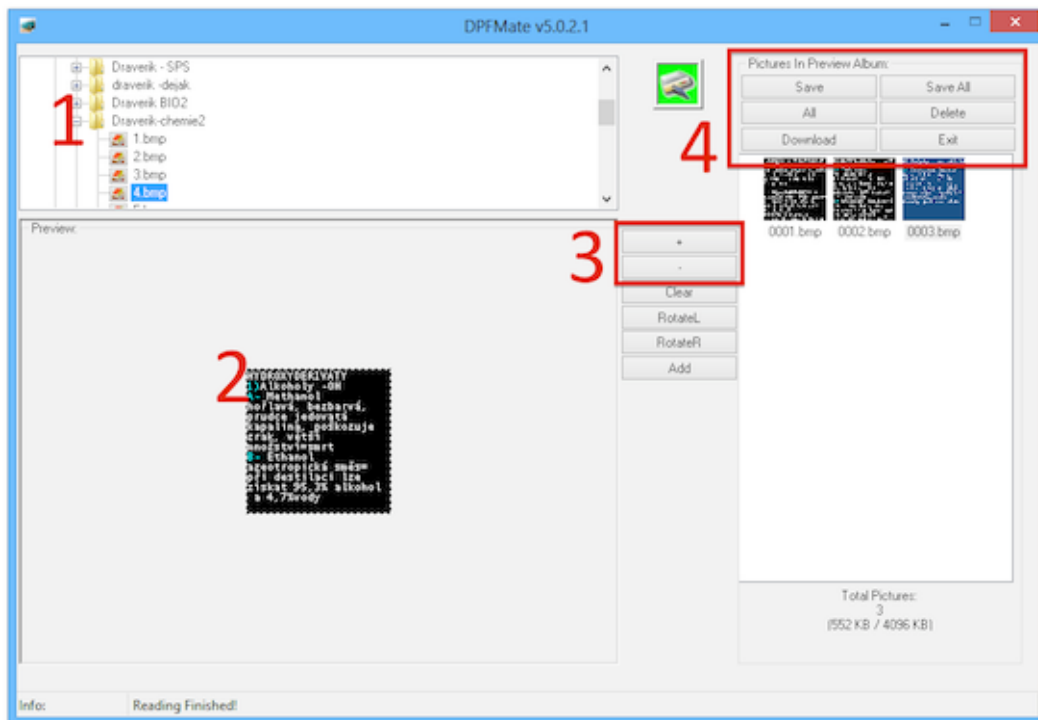 DPFMate v5.0.2.1
Draverik - SPS
draverik -dejak
Draverik BIO2
Draverik-chemie2
1.bmp
2.bmp
3.bmp
4.bmp
1
Preview:
2
HYDROXYDERIVATY
1)Alkoholy -OH
A- Methanol
hořlavá, bezbarvá,
prudce jedovatá
kapalina, poškozuje
zrak, větší
množství=smrt
B- Ethanol
azeotropická směs=
při destilaci lze
získat 95,3% alkohol
a 4,7%vody
3
+
-
Clear
RotateL
RotateR
Add
4
Pictures In Preview Album:
Save Save All
All Delete
Download Exit
0001.bmp 0002.bmp 0003.bmp
Total Pictures:
3
(552 KB / 4096 KB)
Info: Reading Finished!